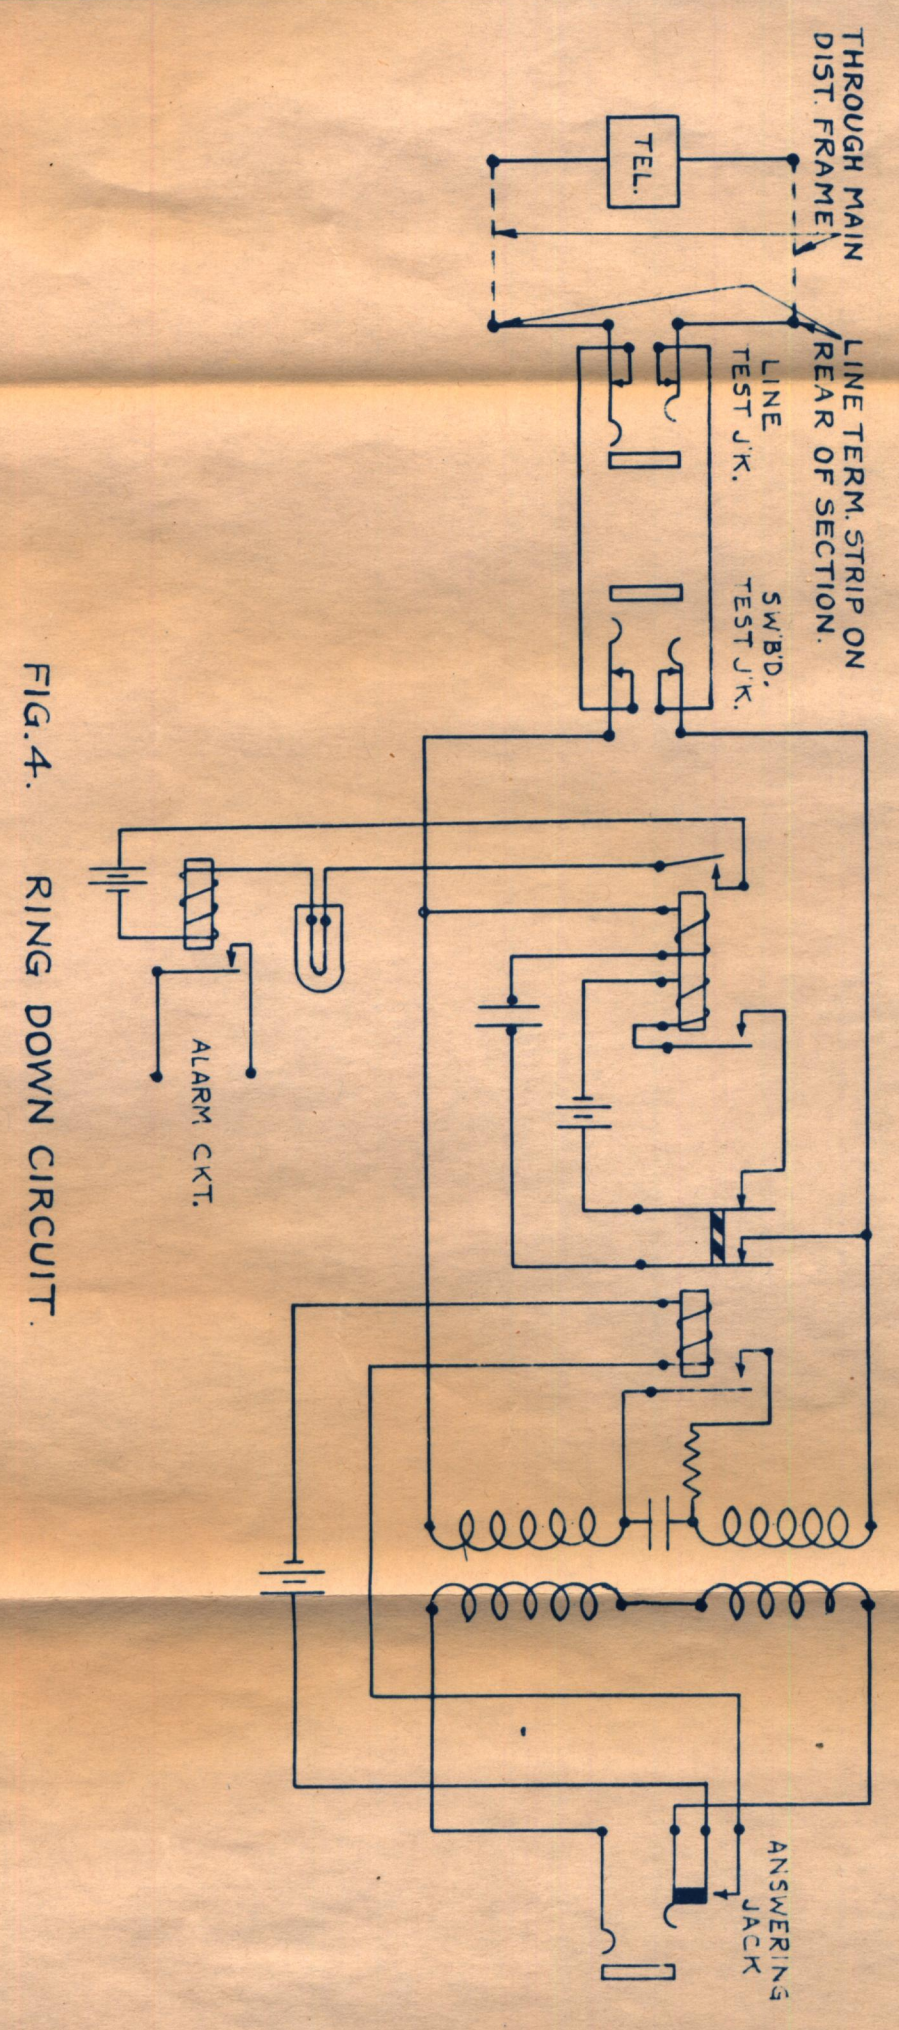 THROUGH MAIN
DIST. FRAME
LINE TERM. STRIP ON
REAR OF SECTION.
TEL.
LINE
TEST J'K.
SW'B'D.
TEST J'K.
ANSWERING
JACK
ALARM CKT.
FIG. 4. RING DOWN CIRCUIT.